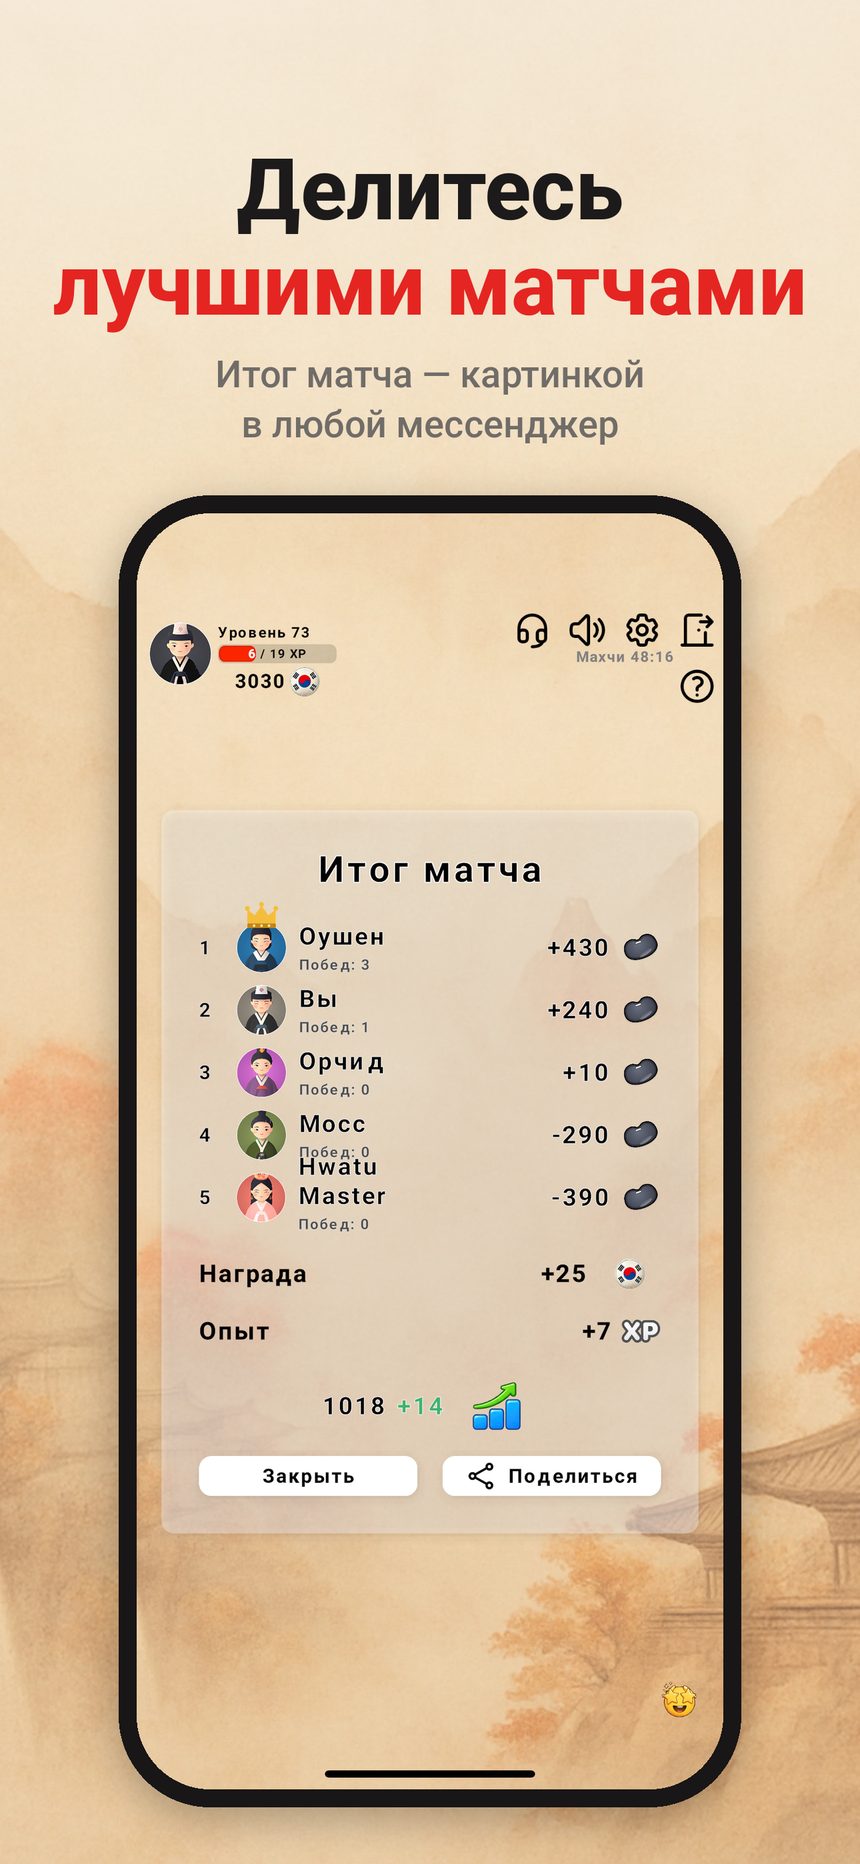 Делитесь
лучшими матчами
Итог матча — картинкой
в любой мессенджер
Уровень 73
6 / 19 XP
3030
Махчи 48:16
Итог матча
1
Оушен
Побед: 3
+430
2
Вы
Побед: 1
+240
3
Орчид
Побед: 0
+10
4
Мосс
Побед: 0
-290
5
Hwatu
Master
Побед: 0
-390
Награда
+25
Опыт
+7 XP
1018 +14
Закрыть
Поделиться